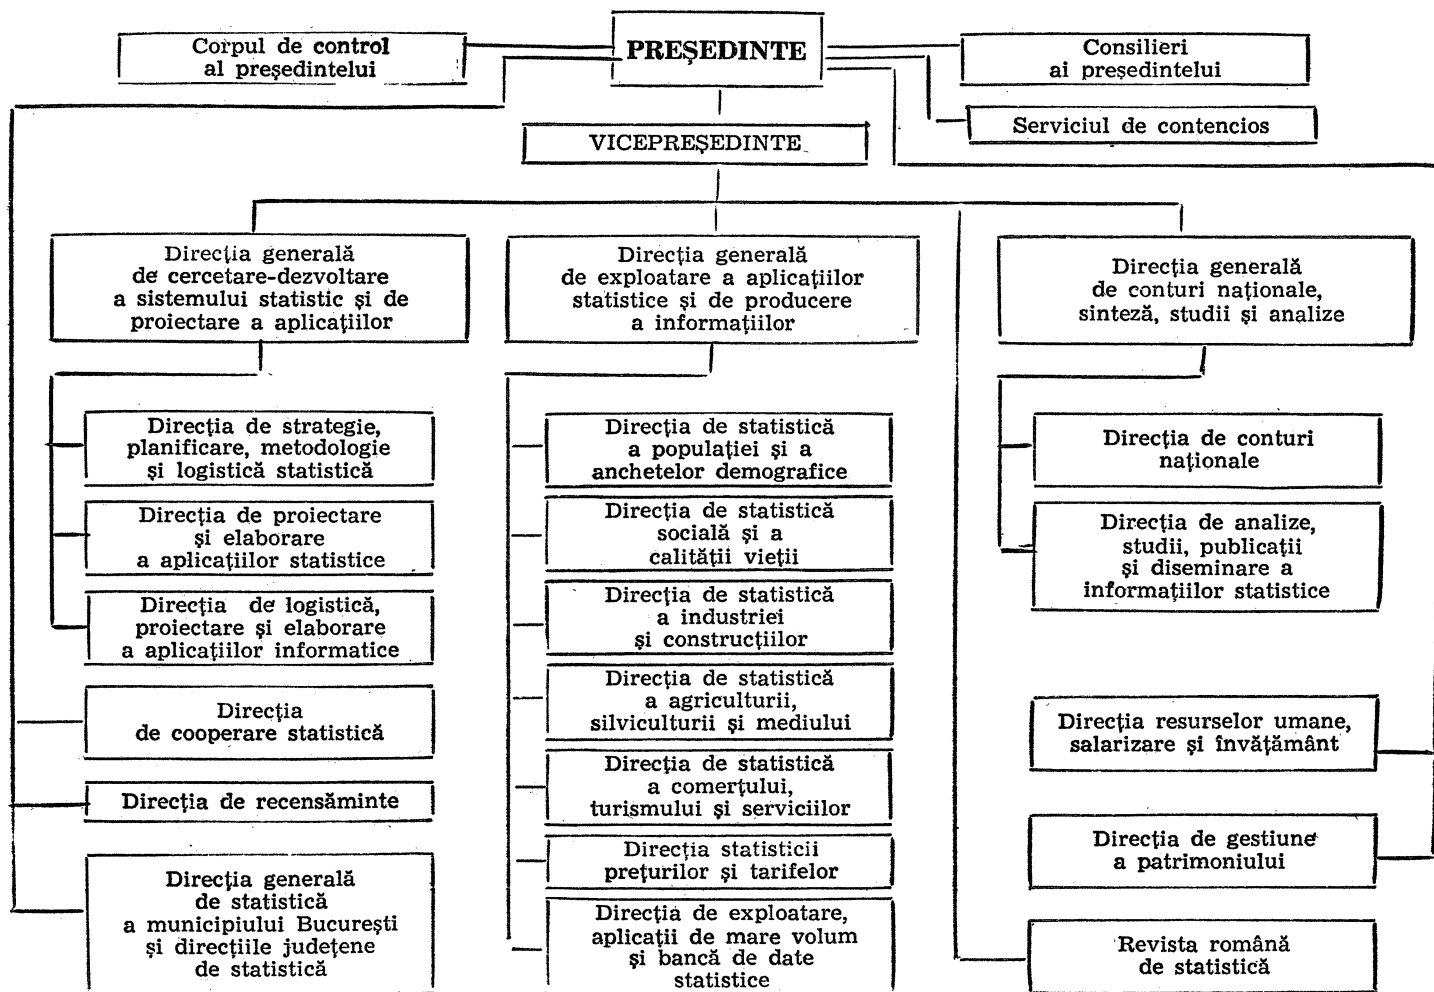 Corpul de control
al președintelui
PREȘEDINTE
Consilieri
ai președintelui
Serviciul de contencios
VICEPREȘEDINTE
Direcția generală
de cercetare-dezvoltare
a sistemului statistic și de
proiectare a aplicațiilor
Direcția generală
de exploatare a aplicațiilor
statistice și de producere
a informațiilor
Direcția generală
de conturi naționale,
sinteză, studii și analize
Direcția de strategie,
planificare, metodologie
și logistică statistică
Direcția de proiectare
și elaborare
a aplicațiilor statistice
Direcția de logistică,
proiectare și elaborare
a aplicațiilor informatice
Direcția
de cooperare statistică
Direcția de recensăminte
Direcția generală
de statistică
a municipiului București
și direcțiile județene
de statistică
Direcția de statistică
a populației și a
anchetelor demografice
Direcția de statistică
socială și a
calității vieții
Direcția de statistică
a industriei
și construcțiilor
Direcția de statistică
a agriculturii,
silviculturii și mediului
Direcția de statistică
a comerțului,
turismului și serviciilor
Direcția statisticii
prețurilor și tarifelor
Direcția de exploatare,
aplicații de mare volum
și bancă de date
statistice
Direcția de conturi
naționale
Direcția de analize,
studii, publicații
și diseminare a
informațiilor statistice
Direcția resurselor umane,
salarizare și învățământ
Direcția de gestiune
a patrimoniului
Revista română
de statistică